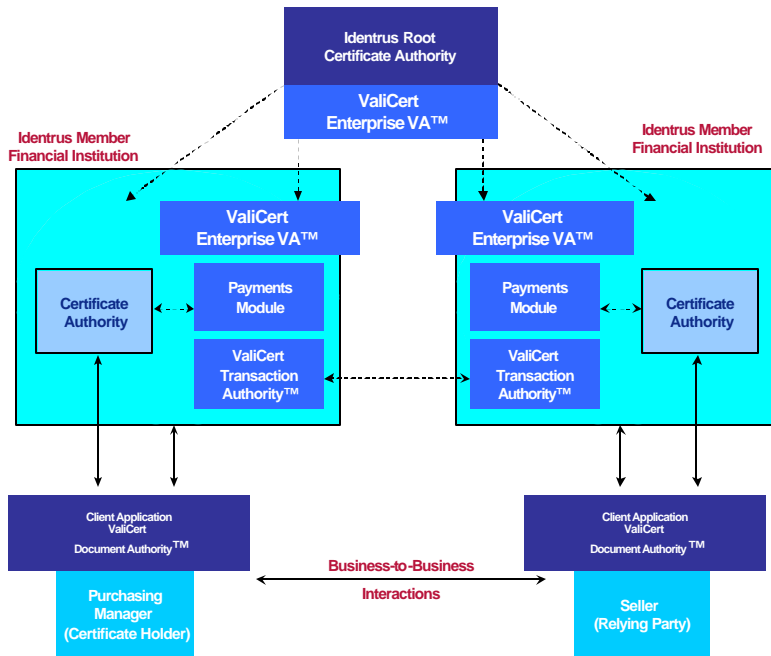 Identrus Root
Certificate Authority
ValiCert
Enterprise VA™
Identrus Member
Financial Institution
Identrus Member
Financial Institution
ValiCert
Enterprise VA™
ValiCert
Enterprise VA™
Certificate
Authority
Payments
Module
Payments
Module
Certificate
Authority
ValiCert
Transaction
Authority™
ValiCert
Transaction
Authority™
Client Application
ValiCert
Document Authority™
Client Application
ValiCert
Document Authority™
Business-to-Business
Interactions
Purchasing
Manager
(Certificate Holder)
Seller
(Relying Party)